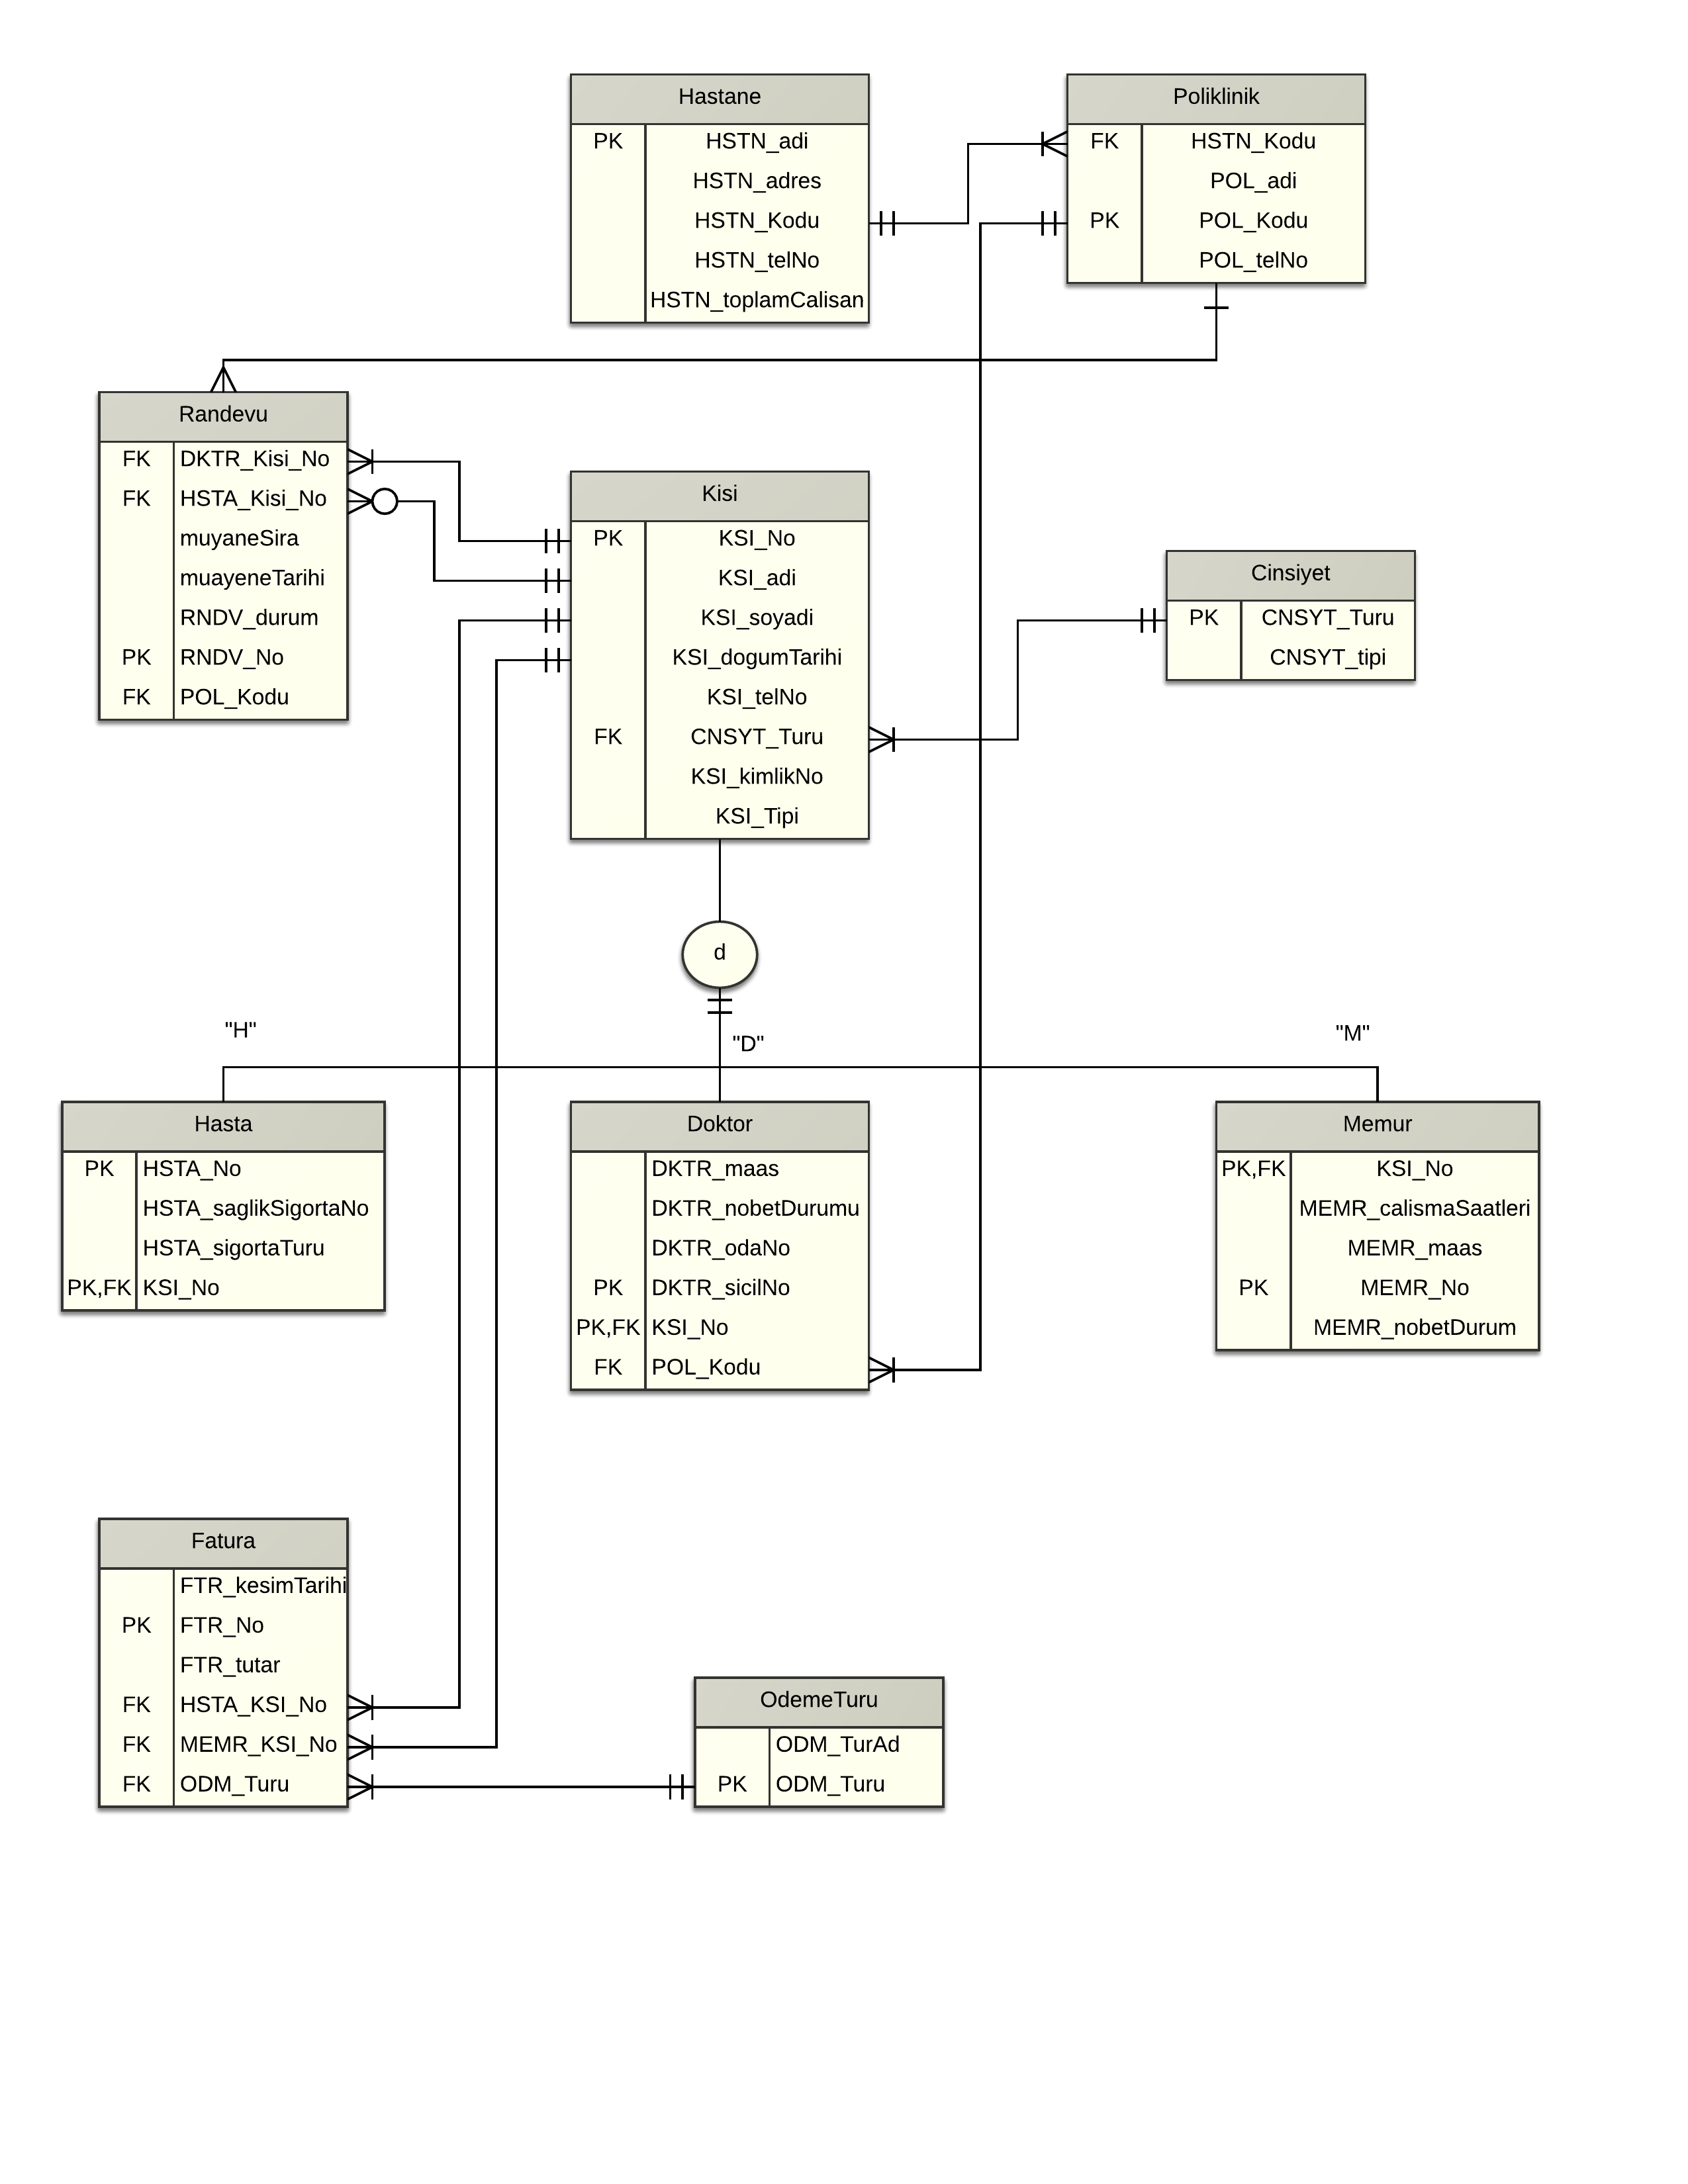 Hastane
PK HSTN_adi
HSTN_adres
HSTN_Kodu
HSTN_telNo
HSTN_toplamCalisan
Poliklinik
FK HSTN_Kodu
POL_adi
PK POL_Kodu
POL_telNo
Randevu
FK DKTR_Kisi_No
FK HSTA_Kisi_No
muyaneSira
muayeneTarihi
RNDV_durum
PK RNDV_No
FK POL_Kodu
Kisi
PK KSI_No
KSI_adi
KSI_soyadi
KSI_dogumTarihi
KSI_telNo
FK CNSYT_Turu
KSI_kimlikNo
KSI_Tipi
Cinsiyet
PK CNSYT_Turu
CNSYT_tipi
d
"H"
"D"
"M"
Hasta
PK HSTA_No
HSTA_saglikSigortaNo
HSTA_sigortaTuru
PK,FK KSI_No
Doktor
DKTR_maas
DKTR_nobetDurumu
DKTR_odaNo
PK DKTR_sicilNo
PK,FK KSI_No
FK POL_Kodu
Memur
PK,FK KSI_No
MEMR_calismaSaatleri
MEMR_maas
PK MEMR_No
MEMR_nobetDurum
Fatura
FTR_kesimTarihi
PK FTR_No
FTR_tutar
FK HSTA_KSI_No
FK MEMR_KSI_No
FK ODM_Turu
OdemeTuru
ODM_TurAd
PK ODM_Turu